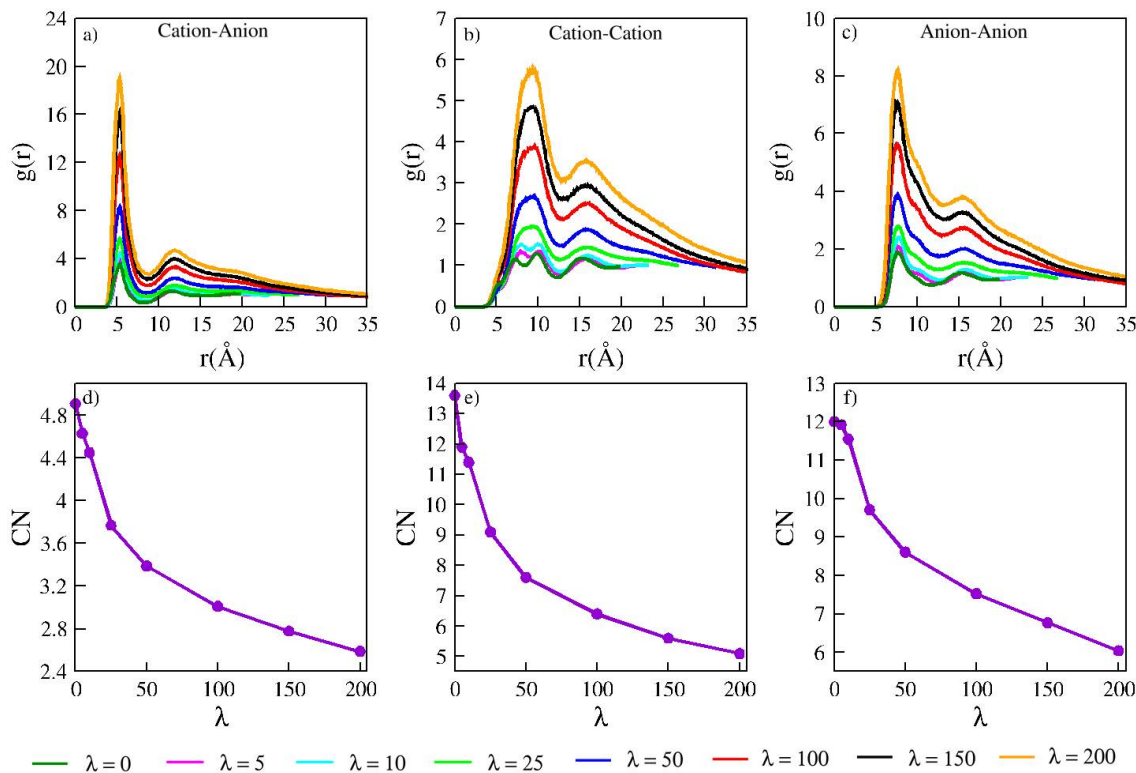 a) Cation-Anion
g(r)
24
20
16
12
8
4
0
0 5 10 15 20 25 30 35
r(Å)
b) Cation-Cation
g(r)
7
6
5
4
3
2
1
0
0 5 10 15 20 25 30 35
r(Å)
c) Anion-Anion
g(r)
10
8
6
4
2
0
0 5 10 15 20 25 30 35
r(Å)
d)
CN
4.8
4.4
4
3.6
3.2
2.8
2.4
0 50 100 150 200
λ
e)
CN
14
13
12
11
10
9
8
7
6
5
0 50 100 150 200
λ
f)
CN
13
12
11
10
9
8
7
6
0 50 100 150 200
λ
λ = 0 λ = 5 λ = 10 λ = 25 λ = 50 λ = 100 λ = 150 λ = 200